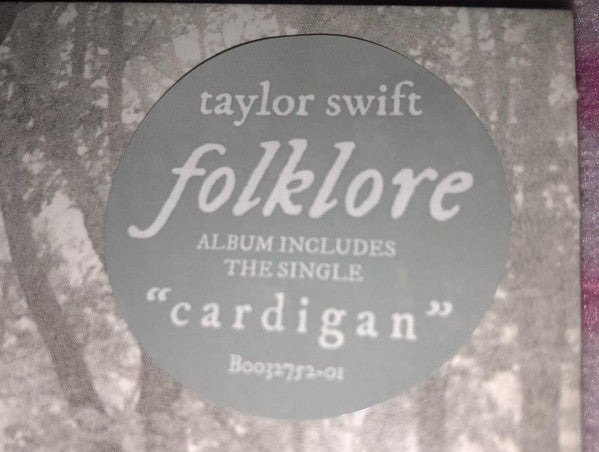 taylor swift
folklore
ALBUM INCLUDES
THE SINGLE
“cardigan”
B0032752-01